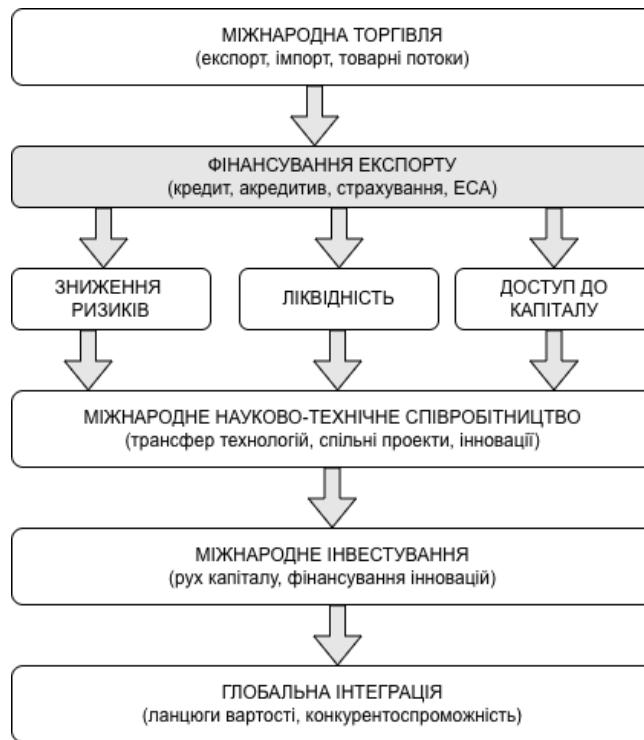 МІЖНАРОДНА ТОРГІВЛЯ
(експорт, імпорт, товарні потоки)
ФІНАНСУВАННЯ ЕКСПОРТУ
(кредит, акредитив, страхування, ECA)
ЗНИЖЕННЯ
РИЗИКІВ
ЛІКВІДНІСТЬ
ДОСТУП ДО
КАПІТАЛУ
МІЖНАРОДНЕ НАУКОВО-ТЕХНІЧНЕ СПІВРОБІТНИЦТВО
(трансфер технологій, спільні проекти, інновації)
МІЖНАРОДНЕ ІНВЕСТУВАННЯ
(рух капіталу, фінансування інновацій)
ГЛОБАЛЬНА ІНТЕГРАЦІЯ
(ланцюги вартості, конкурентоспроможність)